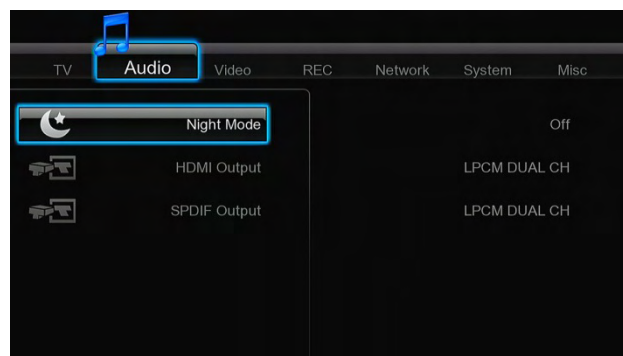 TV Audio Video REC Network System Misc
Night Mode Off
HDMI Output LPCM DUAL CH
SPDIF Output LPCM DUAL CH